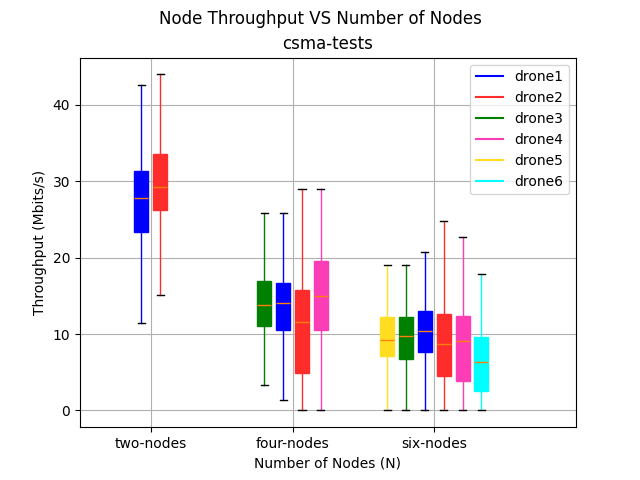 Node Throughput VS Number of Nodes
csma-tests
Throughput (Mbits/s)
40
30
20
10
0
drone1
drone2
drone3
drone4
drone5
drone6
two-nodes
four-nodes
six-nodes
Number of Nodes (N)